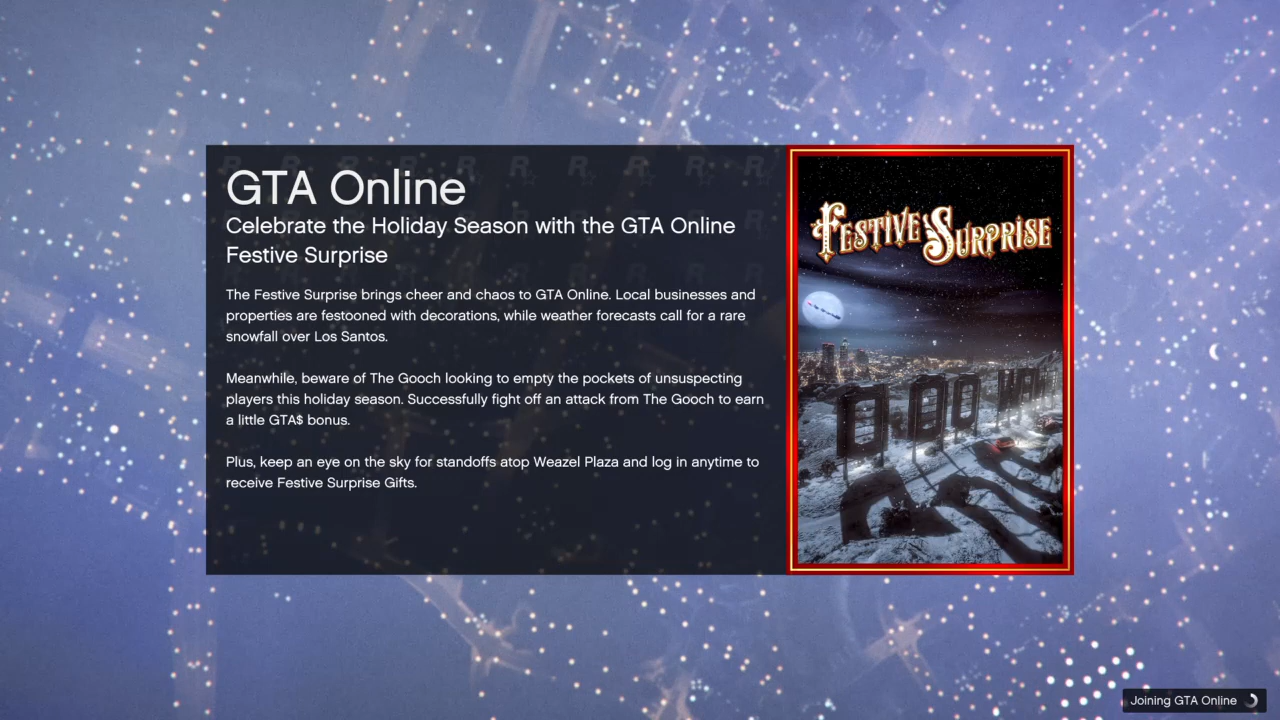 GTA Online
Celebrate the Holiday Season with the GTA Online
Festive Surprise
The Festive Surprise brings cheer and chaos to GTA Online. Local businesses and
properties are festooned with decorations, while weather forecasts call for a rare
snowfall over Los Santos.
Meanwhile, beware of The Gooch looking to empty the pockets of unsuspecting
players this holiday season. Successfully fight off an attack from The Gooch to earn
a little GTA$ bonus.
Plus, keep an eye on the sky for standoffs atop Weazel Plaza and log in anytime to
receive Festive Surprise Gifts.
FESTIVE SURPRISE
Joining GTA Online